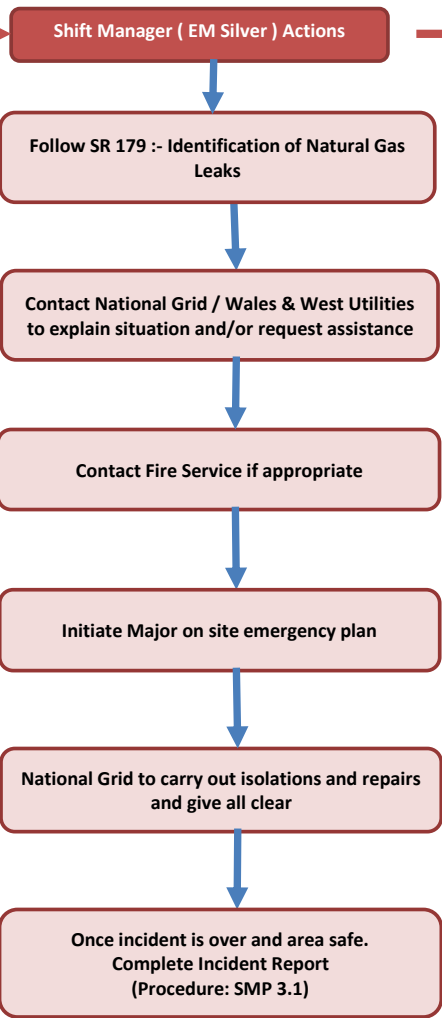 Shift Manager ( EM Silver ) Actions
Follow SR 179 :- Identification of Natural Gas
Leaks
Contact National Grid / Wales & West Utilities
to explain situation and/or request assistance
Contact Fire Service if appropriate
Initiate Major on site emergency plan
National Grid to carry out isolations and repairs
and give all clear
Once incident is over and area safe.
Complete Incident Report
(Procedure: SMP 3.1)